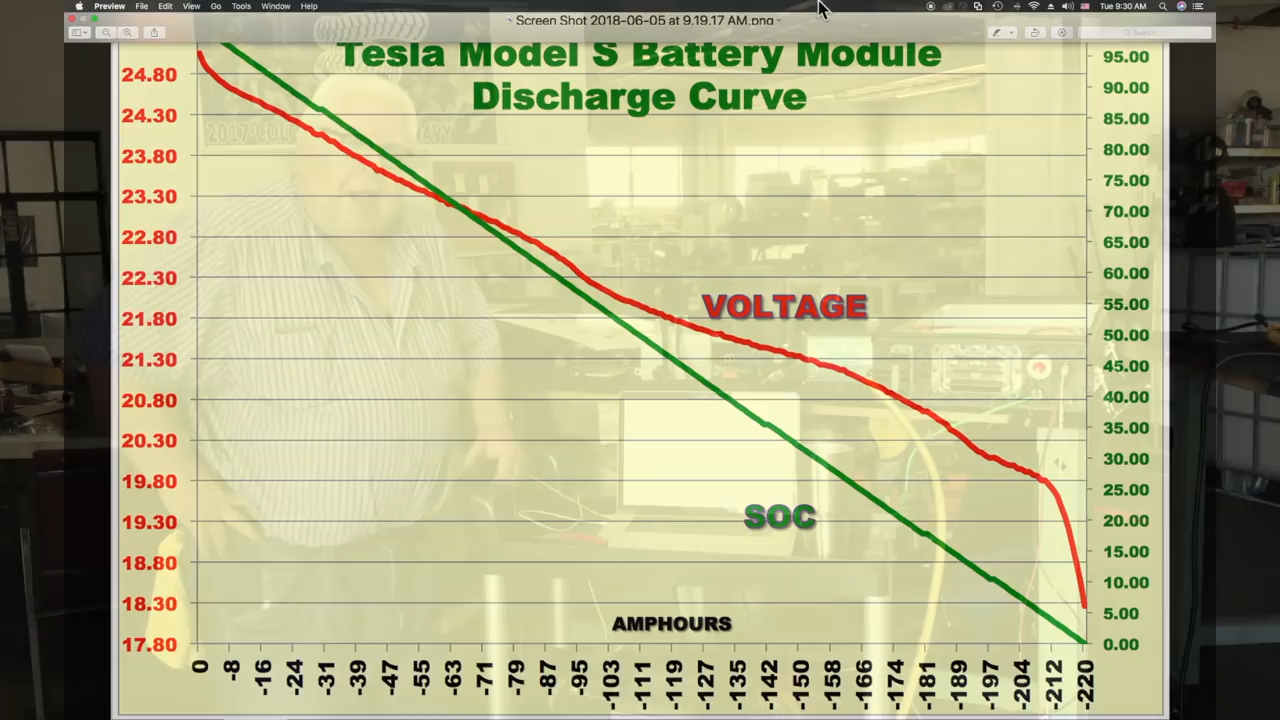 Preview File Edit View Go Tools Window Help
Tue 9:30 AM
Screen Shot 2018-06-05 at 9.19.17 AM.png
Search
Tesla Model S Battery Module
Discharge Curve
2017 COLO
NAVY
24.80
24.30
23.80
23.30
22.80
22.30
21.80
21.30
20.80
20.30
19.80
19.30
18.80
18.30
17.80
95.00
90.00
85.00
80.00
75.00
70.00
65.00
60.00
55.00
50.00
45.00
40.00
35.00
30.00
25.00
20.00
15.00
10.00
5.00
0.00
VOLTAGE
SOC
AMPHOURS
0 -8 -16 -24 -31 -39 -47 -55 -63 -71 -79 -87 -95 -103 -111 -119 -127 -135 -142 -150 -158 -166 -174 -181 -189 -197 -204 -212 -220